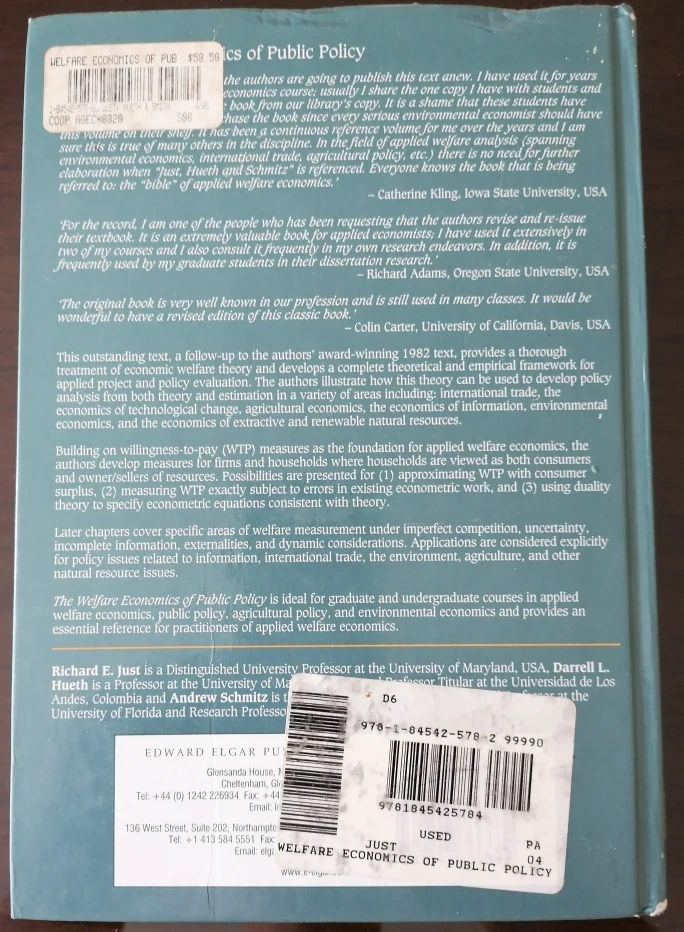 WELFARE ECONOMICS OF PUB $58.50
COOP AGEC#6020 S06
ics of Public Policy
the authors are going to publish this text anew. I have used it for years
economics course; usually I share the one copy I have with students and
book from our library's copy. It is a shame that these students have
chase the book since every serious environmental economist should have
this volume on their shelf. It has been a continuous reference volume for me over the years and I am
sure this is true of many others in the discipline. In the field of applied welfare economics (spanning
environmental economics, international trade, agricultural policy, etc.) there is no need for further
elaboration when "Just, Hueth and Schmitz" is referenced. Everyone knows the book that is being
referred to: the "bible" of applied welfare economics.'
– Catherine Kling, Iowa State University, USA
'For the record, I am one of the people who has been requesting that the authors revise and re-issue
their textbook. It is an extremely valuable book for applied economists; I have used it extensively in
two of my courses and I also consult it frequently in my own research endeavors. In addition, it is
frequently used by my graduate students in their dissertation research.'
– Richard Adams, Oregon State University, USA
'The original book is very well known in our profession and is still used in many classes. It would be
wonderful to have a revised edition of this classic book.'
– Colin Carter, University of California, Davis, USA
This outstanding text, a follow-up to the authors' award-winning 1982 text, provides a thorough
treatment of economic welfare theory and develops a complete theoretical and empirical framework for
applied project and policy evaluation. The authors illustrate how this theory can be used to develop policy
analysis from both theory and estimation in a variety of areas including: international trade, the
economics of technological change, agricultural economics, the economics of information, environmental
economics, and the economics of extractive and renewable natural resources.
Building on willingness-to-pay (WTP) measures as the foundation for applied welfare economics, the
authors develop measures for firms and households where households are viewed as both consumers
and owner/sellers of resources. Possibilities are presented for (1) approximating WTP with consumer
surplus, (2) measuring WTP exactly subject to errors in existing econometric work, and (3) using duality
theory to specify econometric equations consistent with theory.
Later chapters cover specific areas of welfare measurement under imperfect competition, uncertainty,
incomplete information, externalities, and dynamic considerations. Applications are considered explicitly
for policy issues related to information, international trade, the environment, agriculture, and other
natural resource issues.
The Welfare Economics of Public Policy is ideal for graduate and undergraduate courses in applied
welfare economics, public policy, agricultural policy, and environmental economics and provides an
essential reference for practitioners of applied welfare economics.
Richard E. Just is a Distinguished University Professor at the University of Maryland, USA, Darrell L.
Hueth is a Professor at the University of Ma Professor Titular at the Universidad de Los
Andes, Colombia and Andrew Schmitz is t at the
University of Florida and Research Professo
EDWARD ELGAR PU
Glensanda House, M
Cheltenham, Gl
Tel: +44 (0) 1242 226934 Fax: +44
Email: i
136 West Street, Suite 202, Northampto
Tel: +1 413 584 5551 Fax:
Email: elga
www.e-elgar.
D6
978-1-84542-578 2 99990
9781845425784
USED
JUST PA
04
WELFARE ECONOMICS OF PUBLIC POLICY